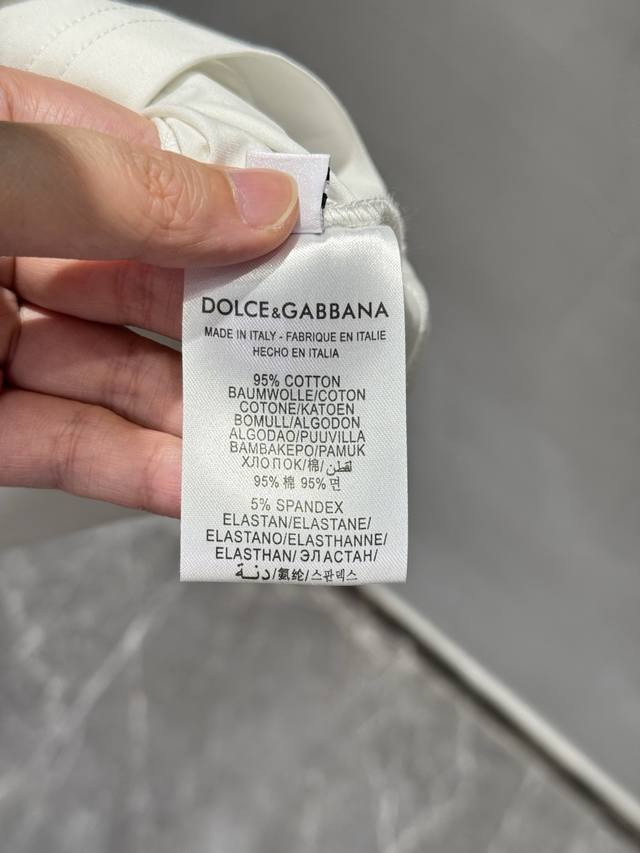 DOLCE&GABBANA
MADE IN ITALY - FABRIQUE EN ITALIE
HECHO EN ITALIA
95% COTTON
BAUMWOLLE/COTON
COTONE/KATOEN
BOMULL/ALGODON
ALGODAO/PUUVILLA
BAMBAKEPO/PAMUK
ХЛОПОК/棉/لقطن
95% 棉 95% 면
5% SPANDEX
ELASTAN/ELASTANE/
ELASTANO/ELASTHANNE/
ELASTHAN/ ЭЛАСТАН/
دنة/氨纶/스판덱스